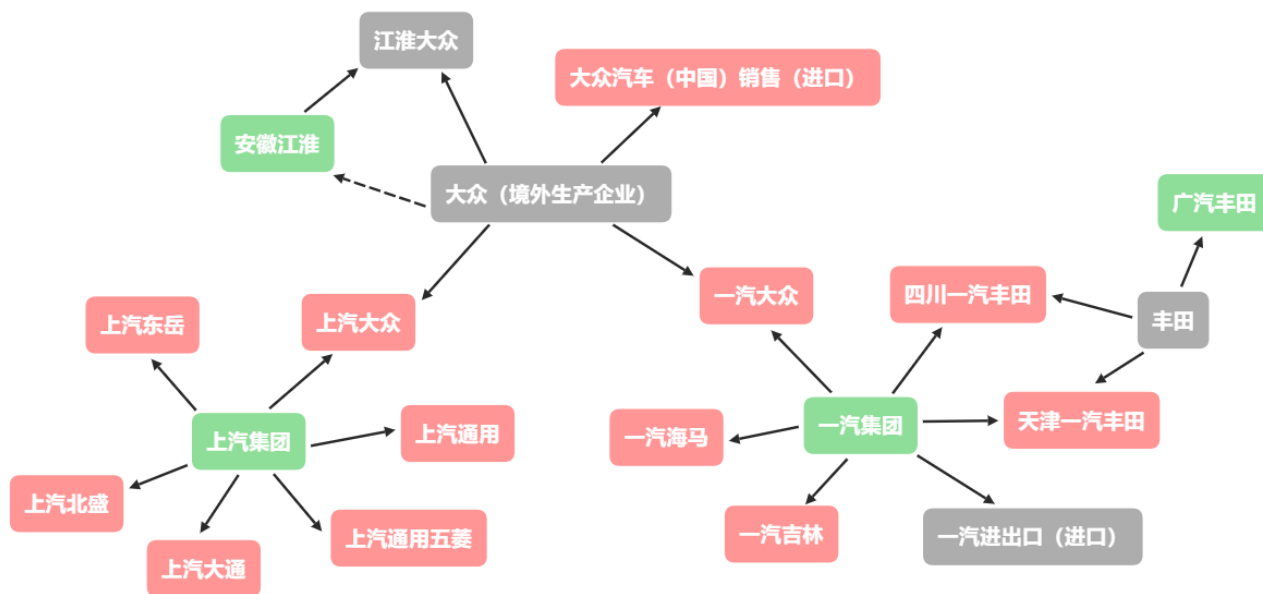 江淮大众
大众汽车（中国）销售（进口）
安徽江淮
大众（境外生产企业）
广汽丰田
一汽大众
四川一汽丰田
丰田
上汽东岳
上汽大众
上汽集团
上汽通用
一汽海马
一汽集团
天津一汽丰田
上汽北盛
上汽大通
上汽通用五菱
一汽吉林
一汽进出口（进口）